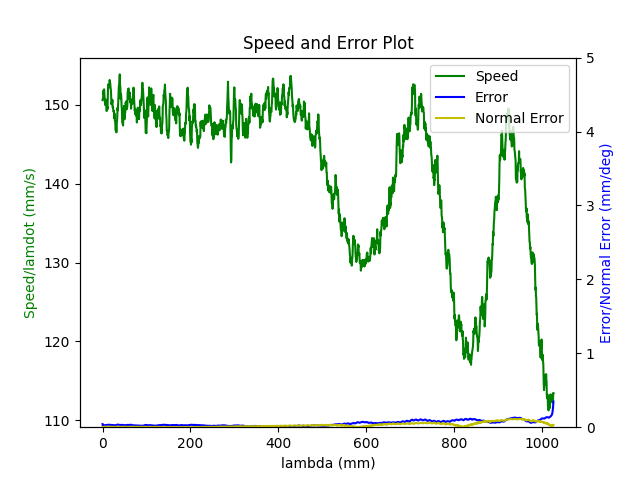 Speed and Error Plot
Speed
Error
Normal Error
Speed/lamdot (mm/s)
150
140
130
120
110
5
4
3
2
1
0
Error/Normal Error (mm/deg)
0 200 400 600 800 1000
lambda (mm)